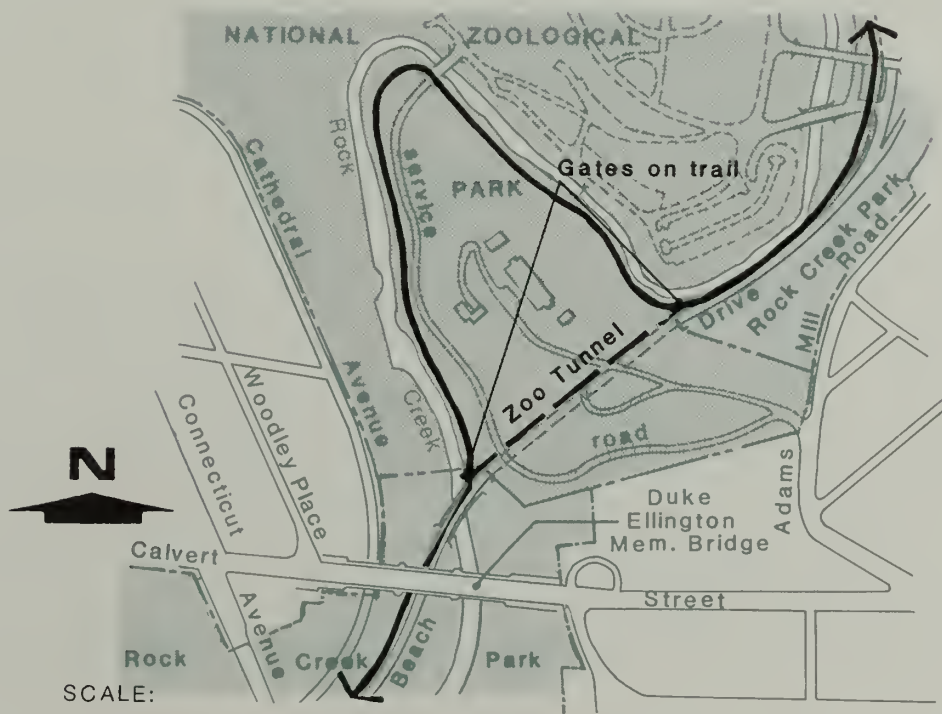 NATIONAL ZOOLOGICAL
PARK
Rock
service
Cathedral
Gates on trail
Drive
Rock Creek Park
Mill Road
Zoo Tunnel
Avenue
Creek
road
Woodley Place
Connecticut
N
Adams
Duke
Ellington
Mem. Bridge
Calvert
Street
Avenue
Beach
Rock
Creek
Park
SCALE: